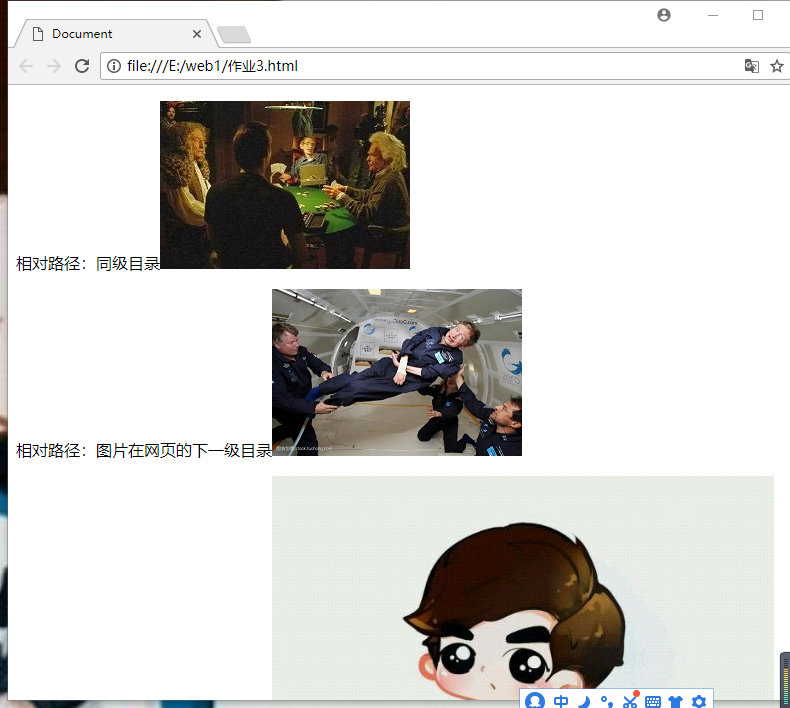 Document
file:///E:/web1/作业3.html
相对路径：同级目录
相对路径：图片在网页的下一级目录
中